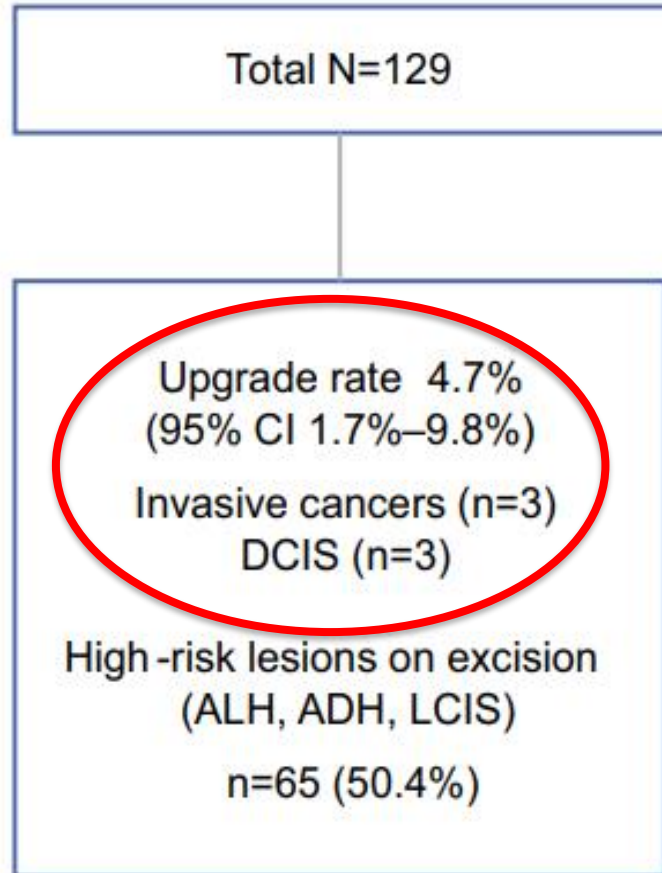 Total N=129
Upgrade rate 4.7%
(95% CI 1.7%–9.8%)
Invasive cancers (n=3)
DCIS (n=3)
High-risk lesions on excision
(ALH, ADH, LCIS)
n=65 (50.4%)